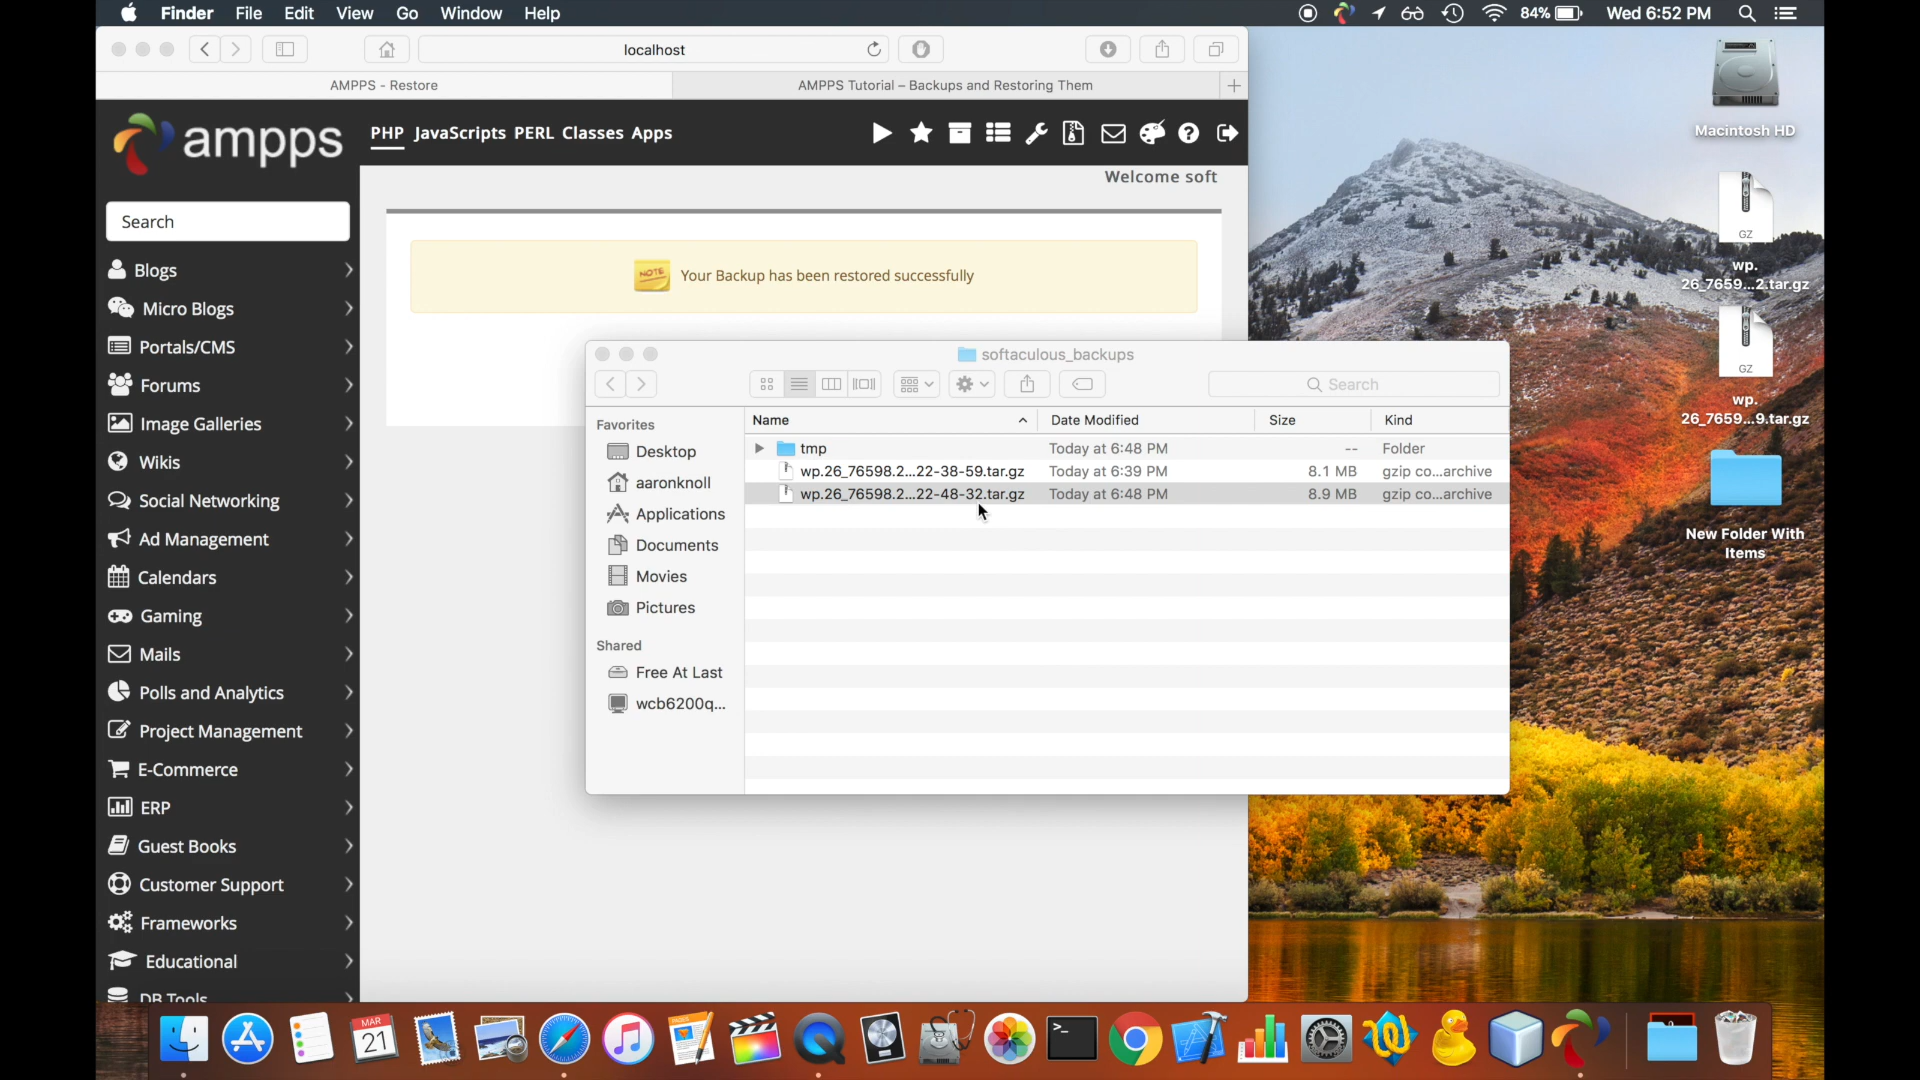 Finder File Edit View Go Window Help 84% Wed 6:52 PM
localhost
AMPPS - Restore
AMPPS Tutorial – Backups and Restoring Them
ampps
PHP JavaScripts PERL Classes Apps
Welcome soft
Search
Blogs
Micro Blogs
Portals/CMS
Forums
Image Galleries
Wikis
Social Networking
Ad Management
Calendars
Gaming
Mails
Polls and Analytics
Project Management
E-Commerce
ERP
Guest Books
Customer Support
Frameworks
Educational
DB Tools
NOTE Your Backup has been restored successfully
softaculous_backups
Search
Favorites
Desktop
aaronknoll
Applications
Documents
Movies
Pictures
Shared
Free At Last
wcb6200q...
Name Date Modified Size Kind
tmp Today at 6:48 PM -- Folder
wp.26_76598.2...22-38-59.tar.gz Today at 6:39 PM 8.1 MB gzip co...archive
wp.26_76598.2...22-48-32.tar.gz Today at 6:48 PM 8.9 MB gzip co...archive
Macintosh HD
GZ
wp.
26_7659...2.tar.gz
GZ
wp.
26_7659...9.tar.gz
New Folder With
Items
MAR
21
PAGES